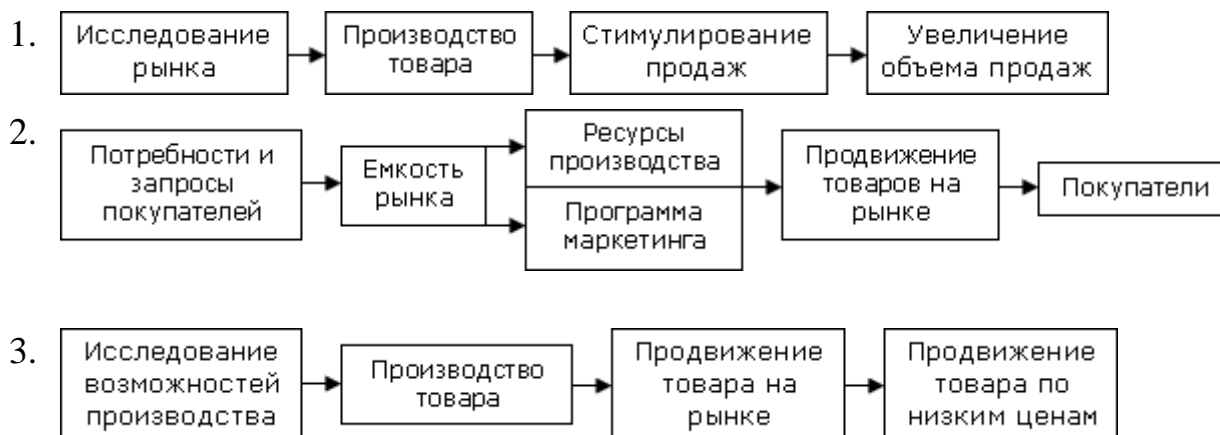 1.
Исследование
рынка
Производство
товара
Стимулирование
продаж
Увеличение
объема продаж
2.
Потребности и
запросы
покупателей
Емкость
рынка
Ресурсы
производства
Программа
маркетинга
Продвижение
товаров на
рынке
Покупатели
3.
Исследование
возможностей
производства
Производство
товара
Продвижение
товара на
рынке
Продвижение
товара по
низким ценам